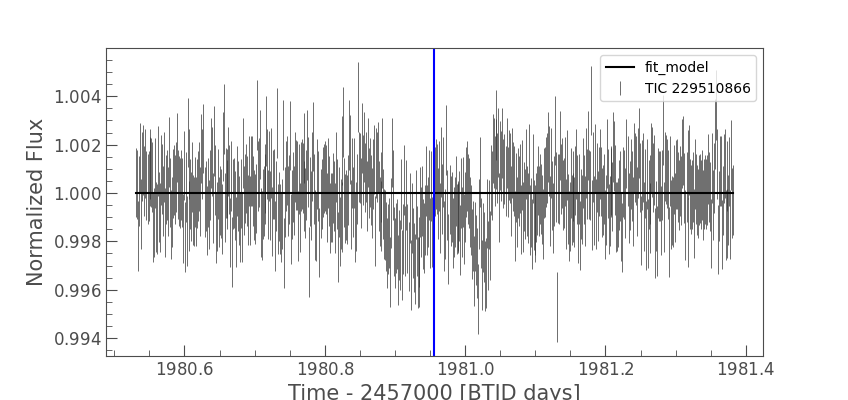 fit_model
TIC 229510866
1.004
1.002
1.000
0.998
0.996
0.994
Normalized Flux
1980.6
1980.8
1981.0
1981.2
1981.4
Time - 2457000 [BTJD days]